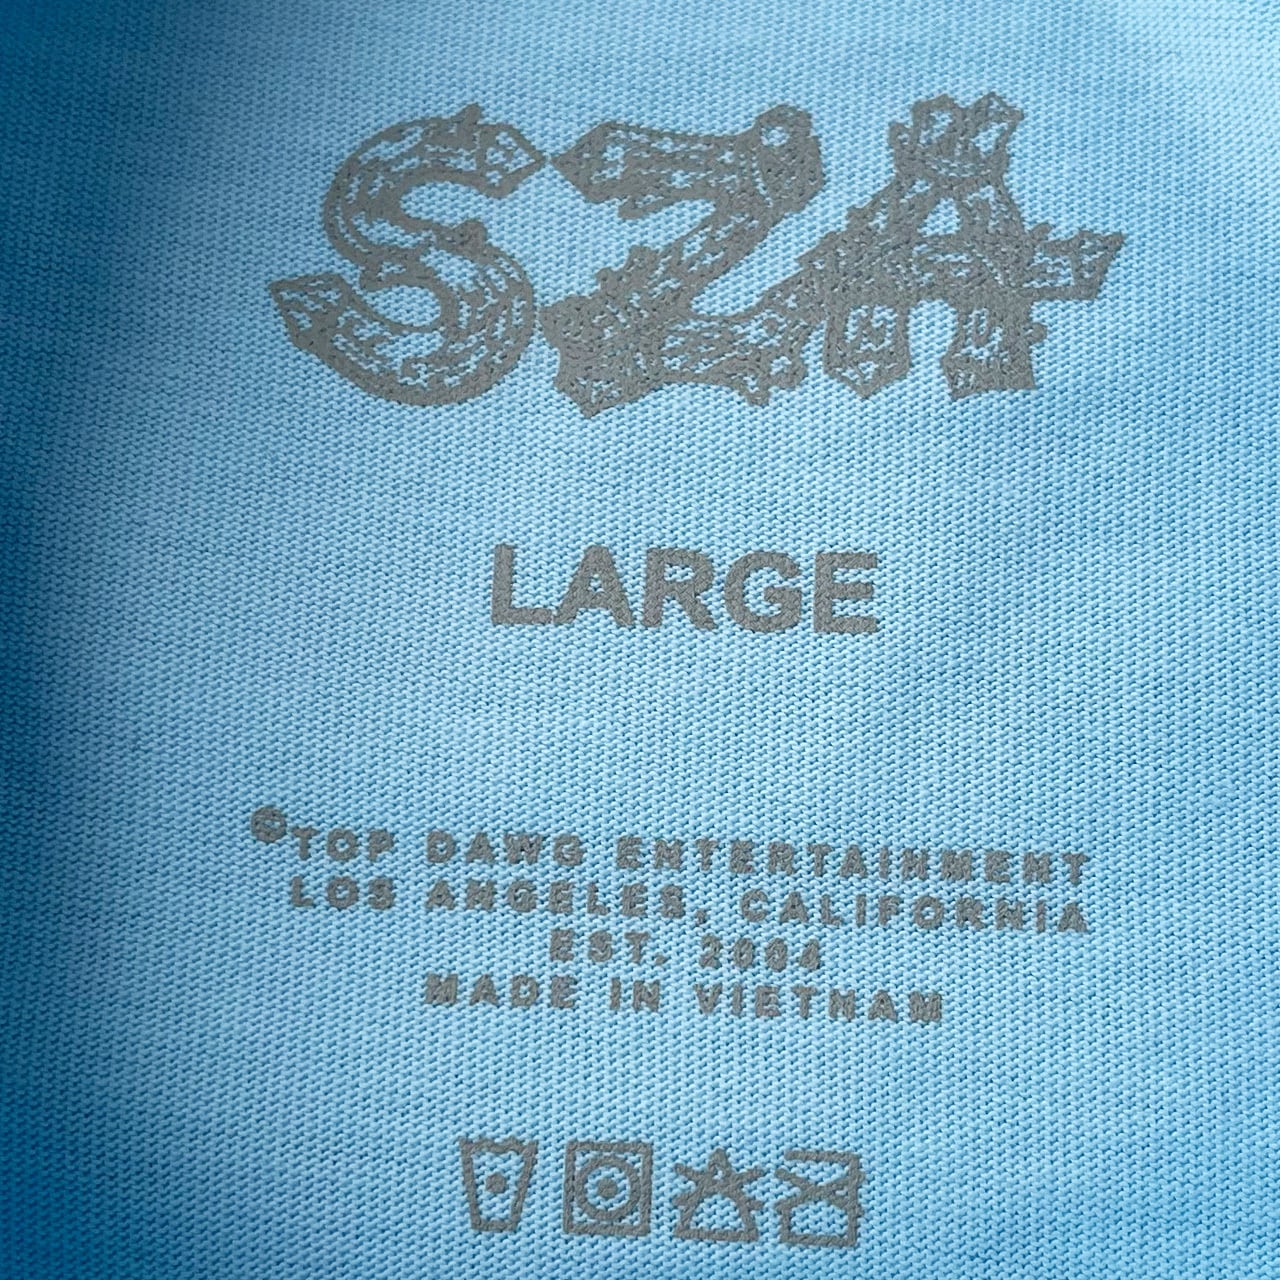 SZA
LARGE
©TOP DAWG ENTERTAINMENT
LOS ANGELES, CALIFORNIA
EST. 2004
MADE IN VIETNAM